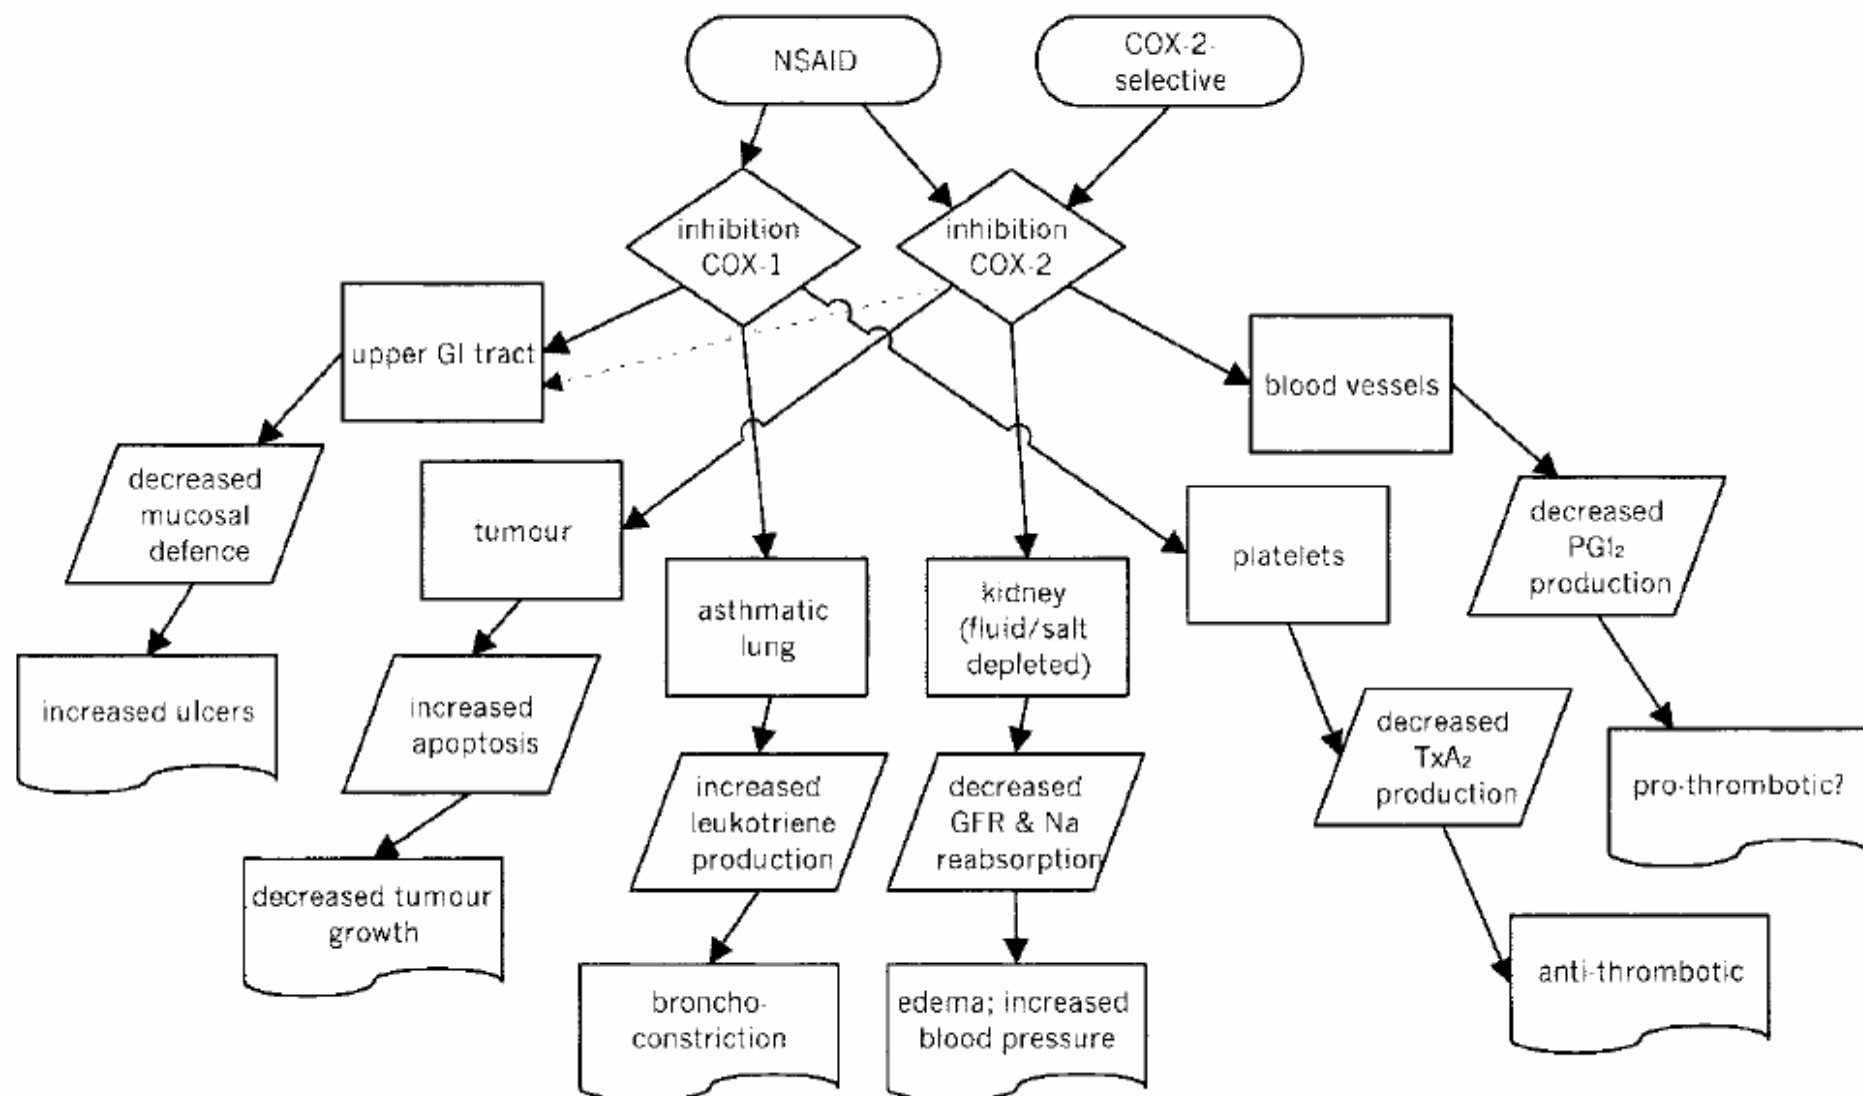 NSAID
COX-2-
selective
inhibition
COX-1
inhibition
COX-2
upper GI tract
blood vessels
decreased
mucosal
defence
tumour
asthmatic
lung
kidney
(fluid/salt
depleted)
platelets
decreased
PGI₂
production
increased ulcers
increased
apoptosis
increased
leukotriene
production
decreased
GFR & Na
reabsorption
decreased
TxA₂
production
pro-thrombotic?
decreased tumour
growth
broncho-
constriction
edema; increased
blood pressure
anti-thrombotic